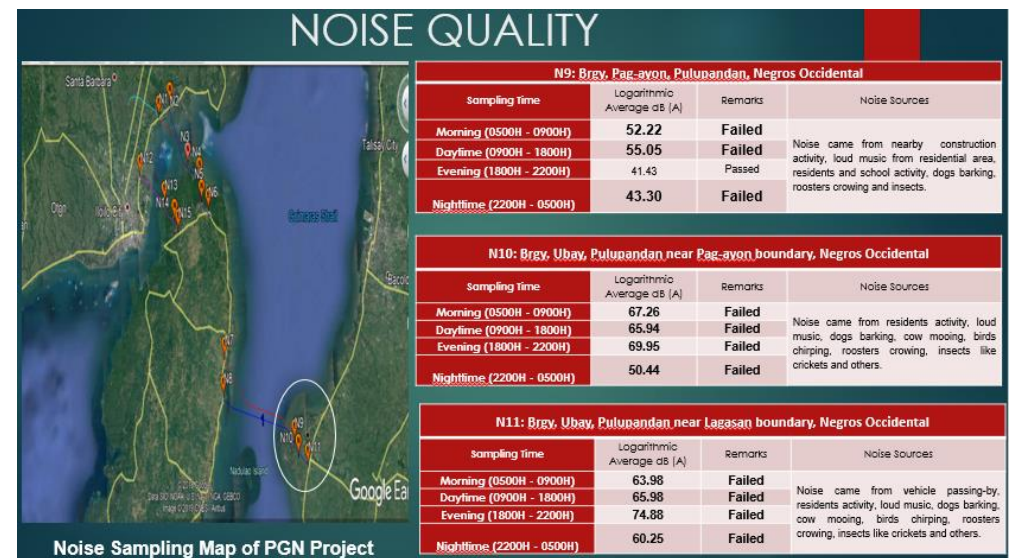 NOISE QUALITY
Santa Barbara
N1
N2
N3
N4
N12
N5
N13
N6
N14
N15
Oton
Iloilo City
Talisay City
Guimaras Strait
Bacolod
N7
N8
N9
N10
N11
Nadulao Island
Data SIO, NOAA, U.S. Navy, NGA, GEBCO
Google Ea
Noise Sampling Map of PGN Project
N9: Brgy, Pag-ayon, Pulupandan, Negros Occidental
Sampling Time
Logarithmic
Average dB (A)
Remarks
Noise Sources
Morning (0500H - 0900H) 52.22 Failed
Daytime (0900H - 1800H) 55.05 Failed
Evening (1800H - 2200H) 41.43 Passed
Nighttime (2200H - 0500H) 43.30 Failed
Noise came from nearby construction
activity, loud music from residential area,
residents and school activity, dogs barking,
roosters crowing and insects.
N10: Brgy, Ubay, Pulupandan near Pag-ayon boundary, Negros Occidental
Sampling Time
Logarithmic
Average dB (A)
Remarks
Noise Sources
Morning (0500H - 0900H) 67.26 Failed
Daytime (0900H - 1800H) 65.94 Failed
Evening (1800H - 2200H) 69.95 Failed
Nighttime (2200H - 0500H) 50.44 Failed
Noise came from residents activity, loud
music, dogs barking, cow mooing, birds
chirping, roosters crowing, insects like
crickets and others.
N11: Brgy, Ubay, Pulupandan near Lagasan boundary, Negros Occidental
Sampling Time
Logarithmic
Average dB (A)
Remarks
Noise Sources
Morning (0500H - 0900H) 63.98 Failed
Daytime (0900H - 1800H) 65.98 Failed
Evening (1800H - 2200H) 74.88 Failed
Nighttime (2200H - 0500H) 60.25 Failed
Noise came from vehicle passing-by,
residents activity, loud music, dogs barking,
cow mooing, birds chirping, roosters
crowing, insects like crickets and others.